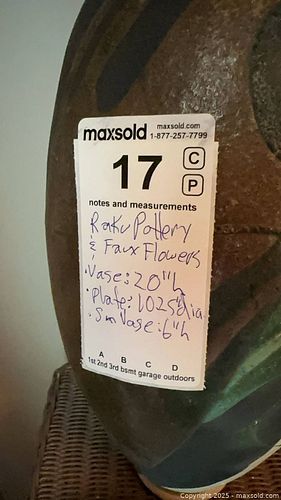 maxsold maxsold.com
1-877-257-7799
17 C
P
notes and measurements
Raku Pottery
& Faux Flowers
• Vase: 20"h
• Plate: 10.25"dia
• Sm Vase: 6"h
A B C D
1st 2nd 3rd bsmt garage outdoors
Copyright 2025 - maxsold.com